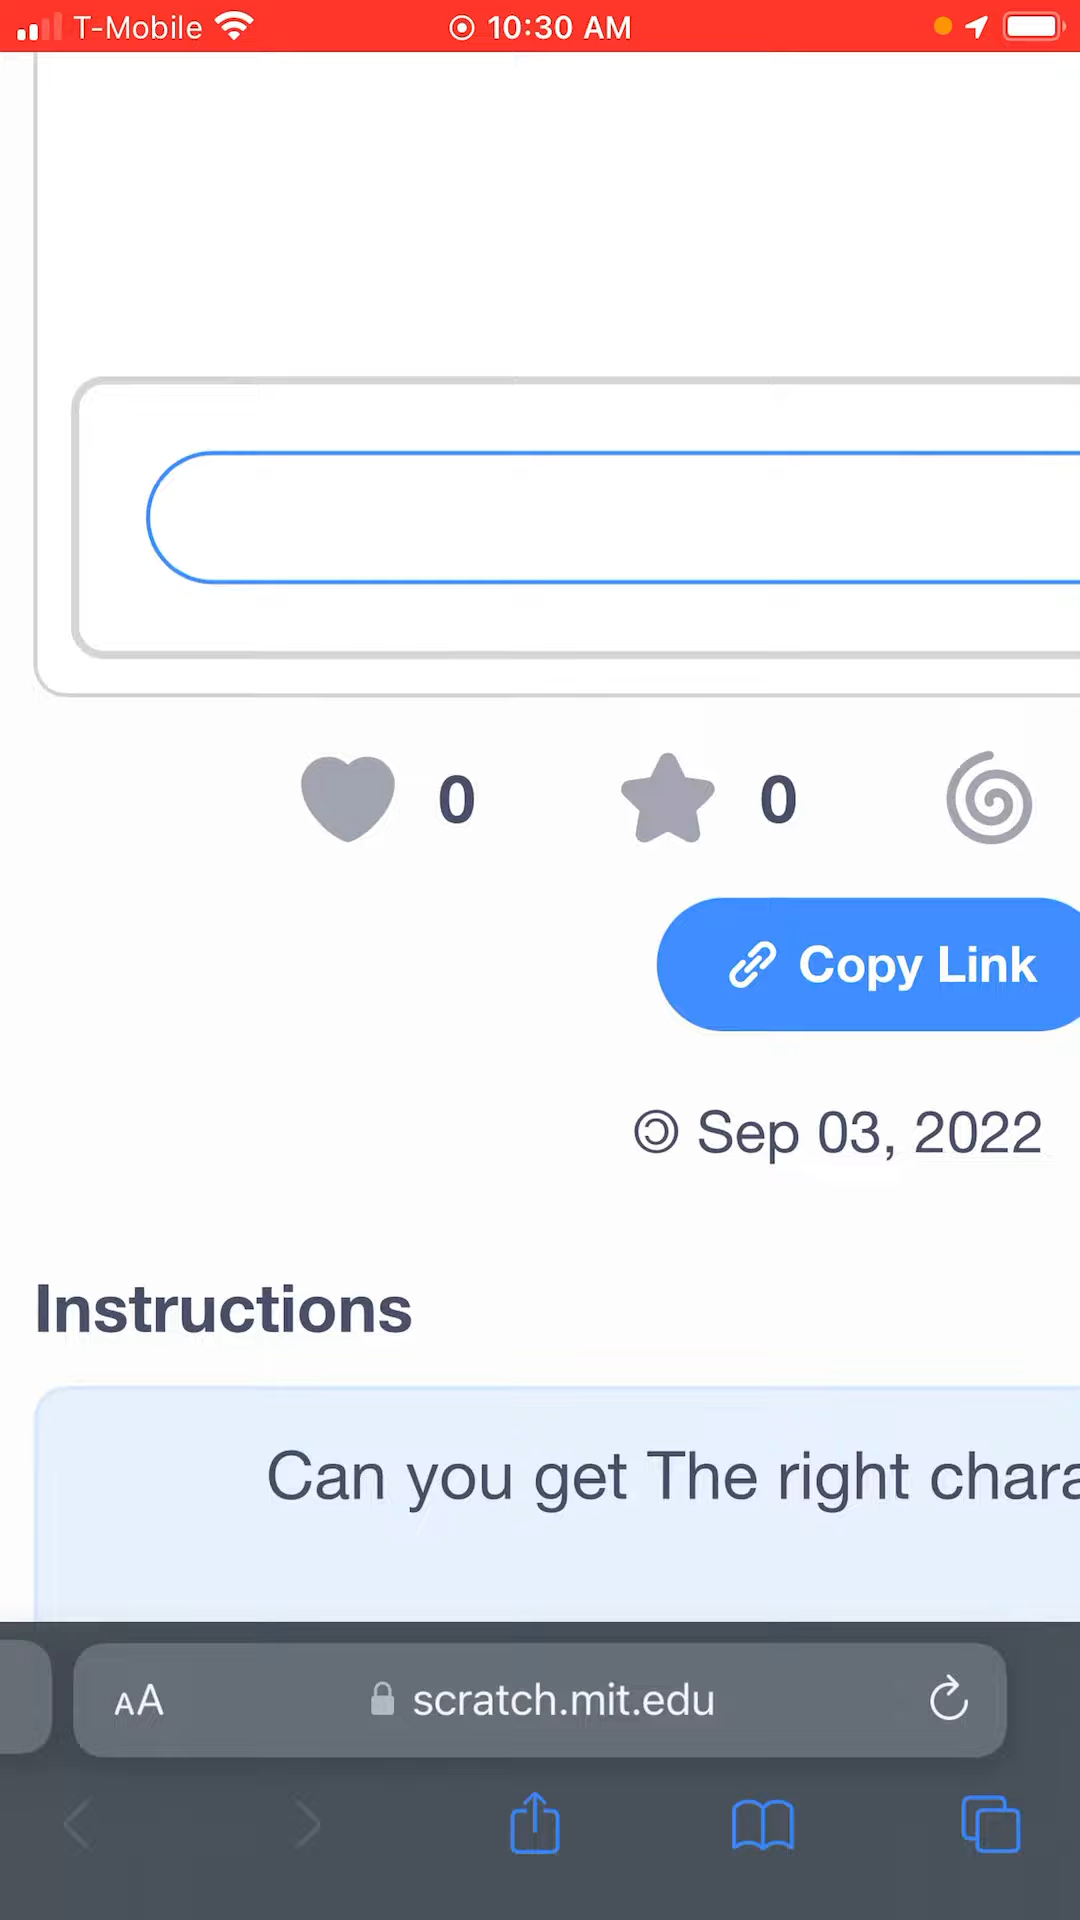 T-Mobile 10:30 AM
0 0
Copy Link
Sep 03, 2022
Instructions
Can you get The right chara
AA scratch.mit.edu